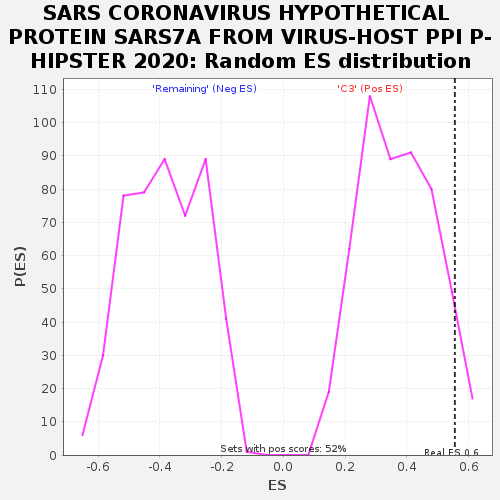 SARS CORONAVIRUS HYPOTHETICAL
PROTEIN SARS7A FROM VIRUS-HOST PPI P-
HIPSTER 2020: Random ES distribution
'Remaining' (Neg ES)
'C3' (Pos ES)
110
100
90
80
70
60
50
40
30
20
10
0
P(ES)
Sets with pos scores: 52%
Real ES 0.6
-0.6
-0.4
-0.2
0.0
0.2
0.4
0.6
ES